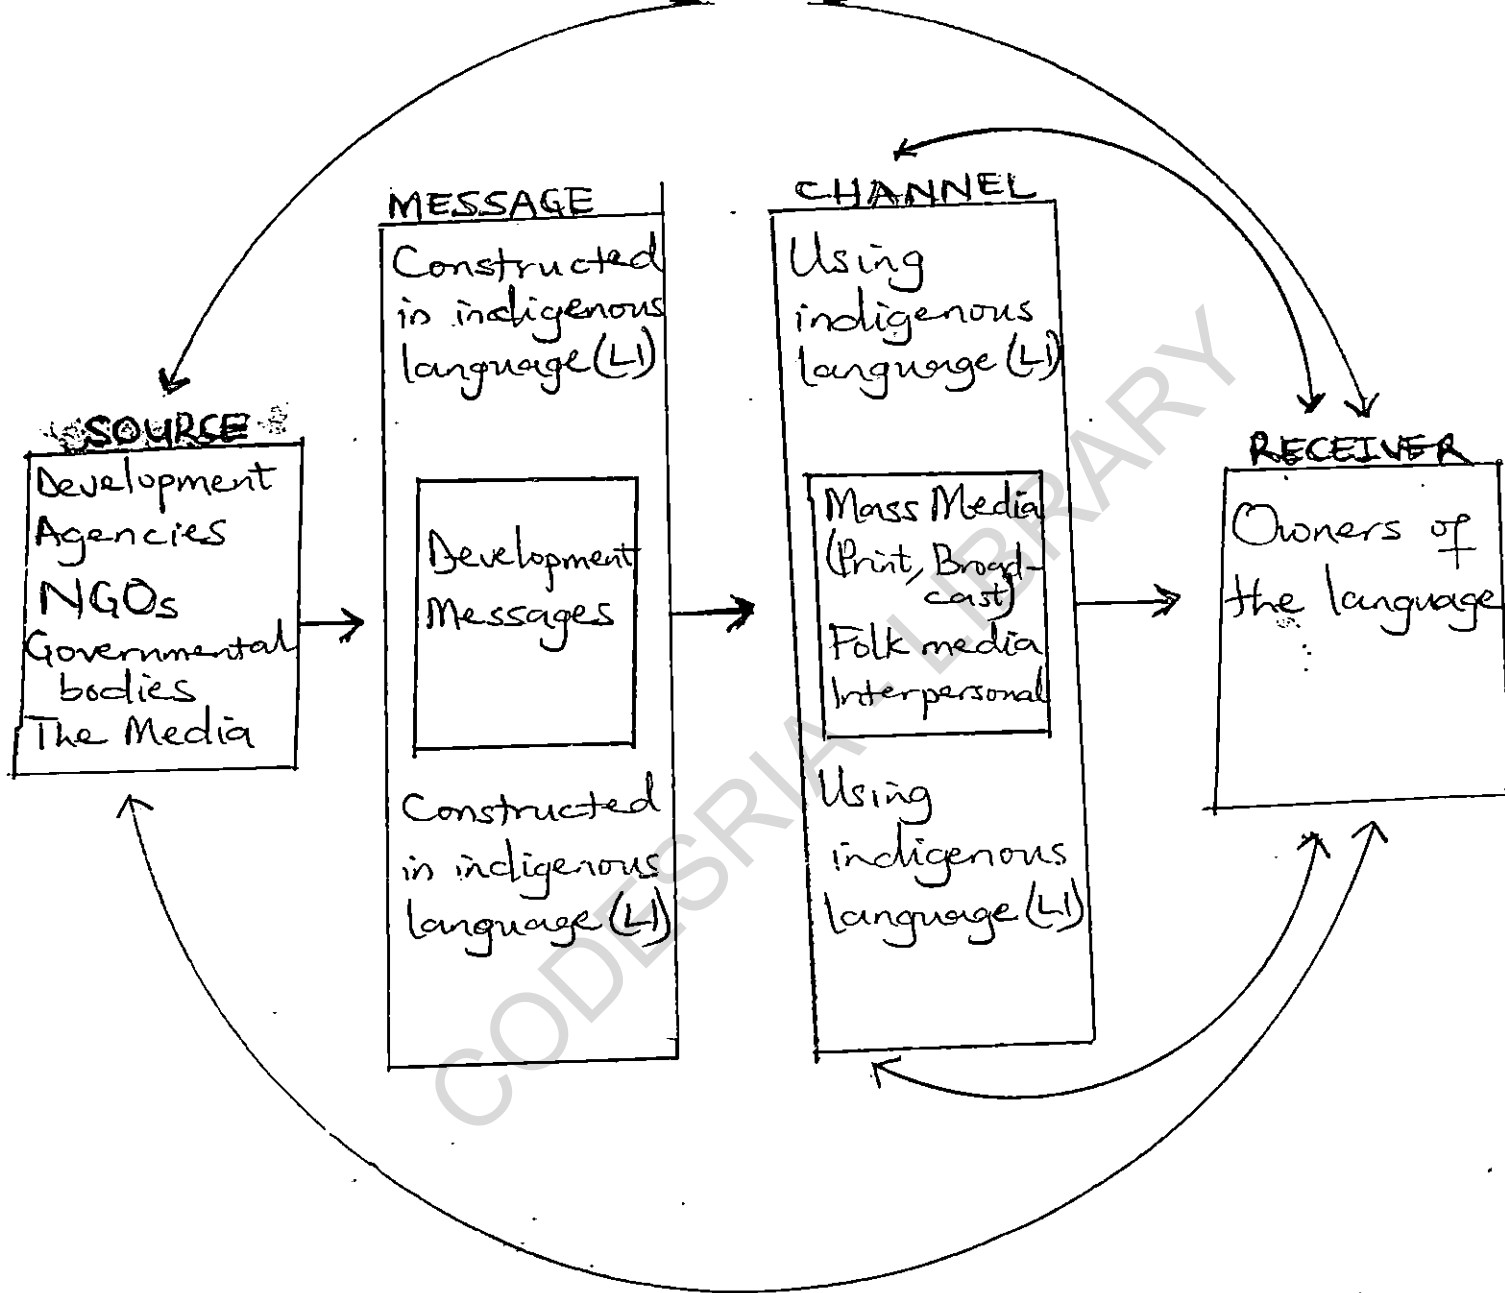 MESSAGE
Constructed
in indigenous
language (L1)
Development
Messages
Constructed
in indigenous
language (L1)
CHANNEL
Using
indigenous
language (L1)
Mass Media
(Print, Broad-
cast)
Folk media
Interpersonal
Using
indigenous
language (L1)
SOURSE
Development
Agencies
NGOs
Governmental
bodies
The Media
RECEIVER
Owners of
the language
CODESRIA - LIBRARY